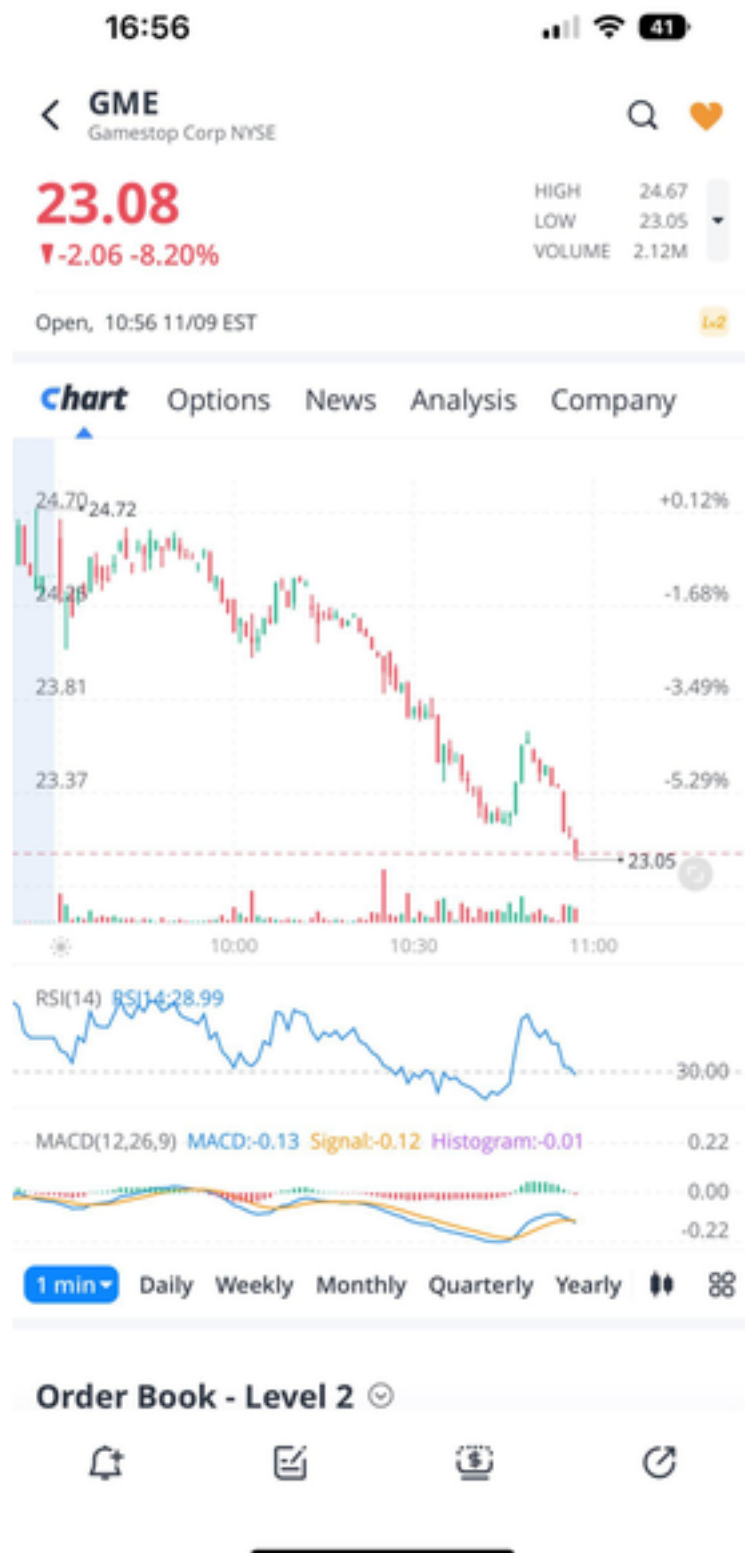 16:56
41
GME
Gamestop Corp NYSE
23.08
-2.06 -8.20%
HIGH 24.67
LOW 23.05
VOLUME 2.12M
Open, 10:56 11/09 EST
Lv2
Chart Options News Analysis Company
24.70 24.72 +0.12%
-1.68%
23.81 -3.49%
23.37 -5.29%
23.05
10:00 10:30 11:00
RSI(14) RSI14:28.99
30.00
MACD(12,26,9) MACD:-0.13 Signal:-0.12 Histogram:-0.01 0.22
0.00
-0.22
1 min Daily Weekly Monthly Quarterly Yearly
Order Book - Level 2